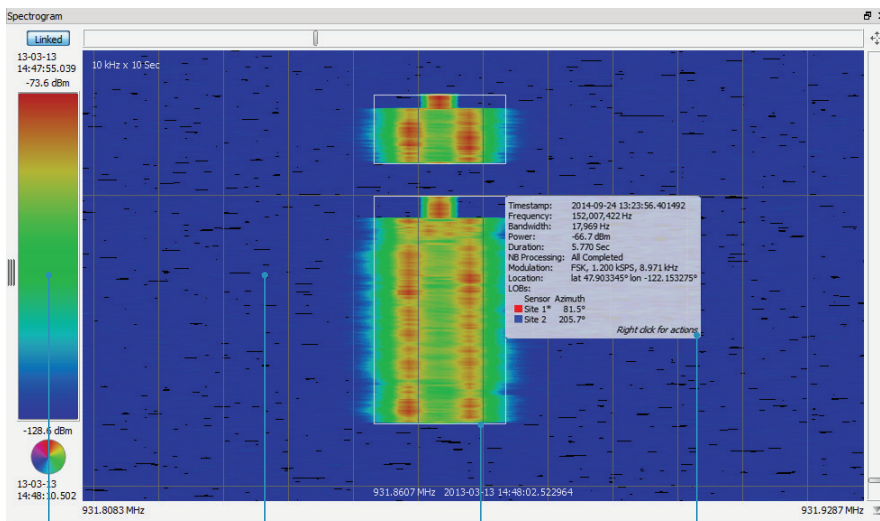 Spectrogram
Linked
13-03-13
14:47:55.039
-73.6 dBm
10 kHz x 10 Sec
Timestamp: 2014-09-24 13:23:56.401492
Frequency: 152,007,422 Hz
Bandwidth: 17,969 Hz
Power: -66.7 dBm
Duration: 5.770 Sec
NB Processing: All Completed
Modulation: FSK, 1.200 kSPS, 8.971 kHz
Location: lat 47.903345° lon -122.153275°
LOBs:
Sensor Azimuth
Site 1* 81.5°
Site 2 205.7°
Right click for actions
-128.6 dBm
13-03-13
14:48:10.502
931.8607 MHz 2013-03-13 14:48:02.522964
931.8083 MHz
931.9287 MHz